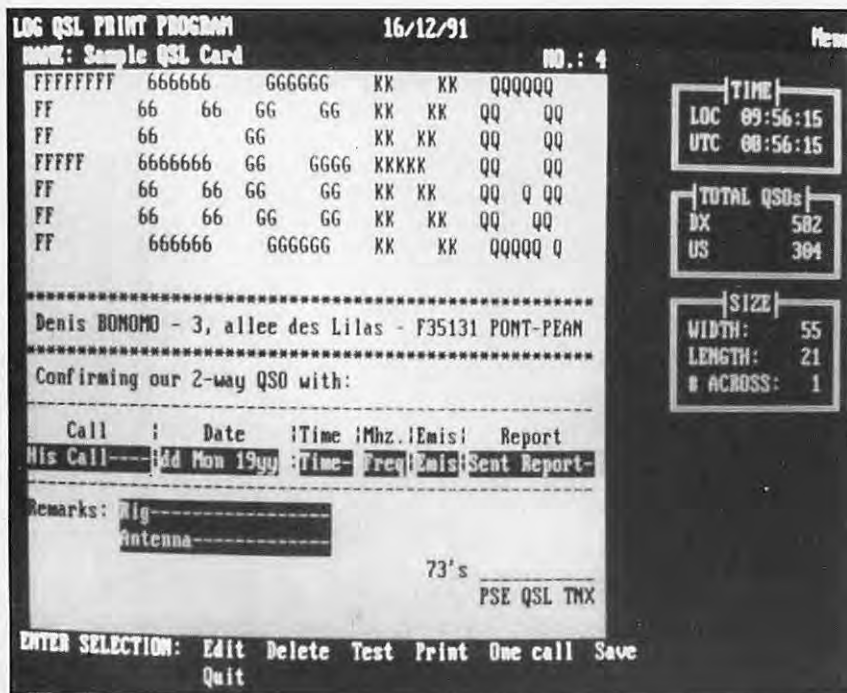 LOG QSL PRINT PROGRAM 16/12/91 Menu
NAME: Sample QSL Card NO.: 4
FFFFFFFF 666666 GGGGGG KK KK QQQQQQ
FF 66 66 GG GG KK KK QQ QQ
FF 66 GG KK KK QQ QQ
FFFFF 6666666 GG GGGG KKKKK QQ QQ
FF 66 66 GG GG KK KK QQ Q QQ
FF 66 66 GG GG KK KK QQ QQ
FF 666666 GGGGGG KK KK QQQQQ Q
**********************************************************
Denis BONOMO - 3, allee des Lilas - F35131 PONT-PEAN
**********************************************************
Confirming our 2-way QSO with:
Call ¦ Date ¦Time ¦Mhz.¦Emis¦ Report
His Call----¦dd Mon 19yy ¦Time- Freq¦Emis¦Sent Report-
Remarks: Rig------------------
Antenna--------------
73's ___________
PSE QSL TNX
TIME
LOC 09:56:15
UTC 08:56:15
TOTAL QSOs
DX 582
US 304
SIZE
WIDTH: 55
LENGTH: 21
# ACROSS: 1
ENTER SELECTION: Edit Delete Test Print One call Save
Quit